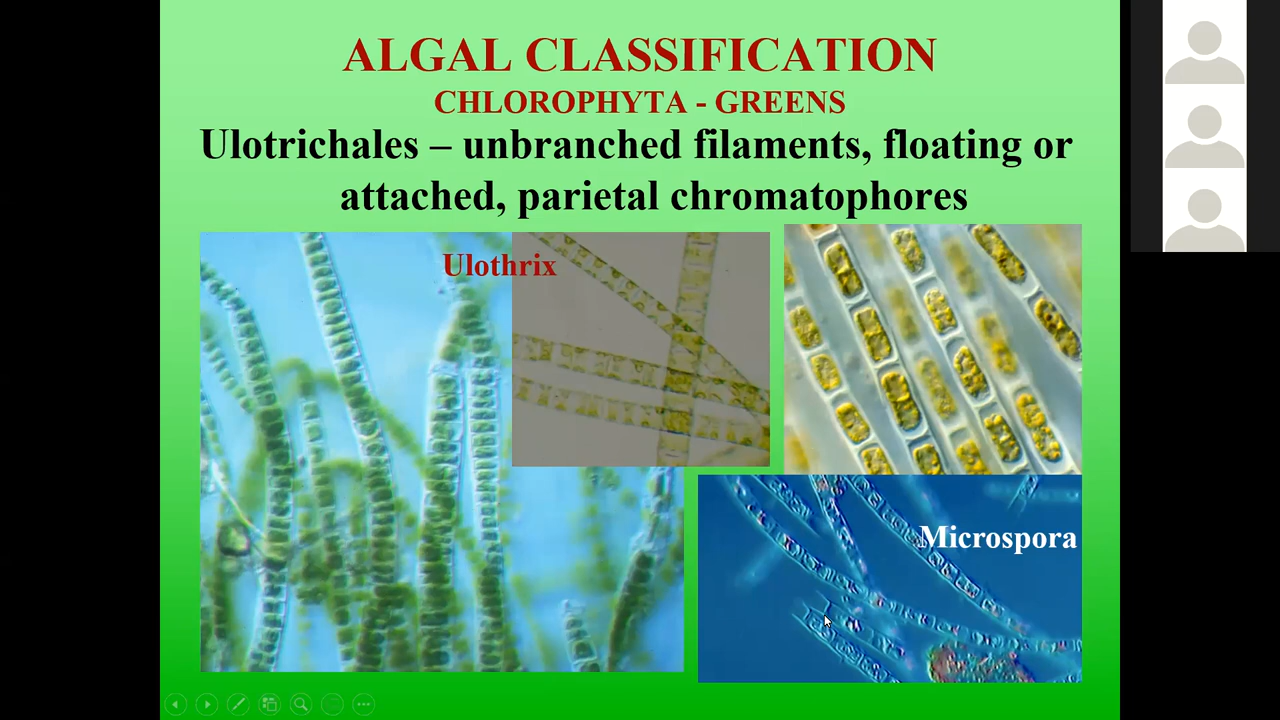 ALGAL CLASSIFICATION
CHLOROPHYTA - GREENS
Ulotrichales – unbranched filaments, floating or
attached, parietal chromatophores
Ulothrix
Microspora